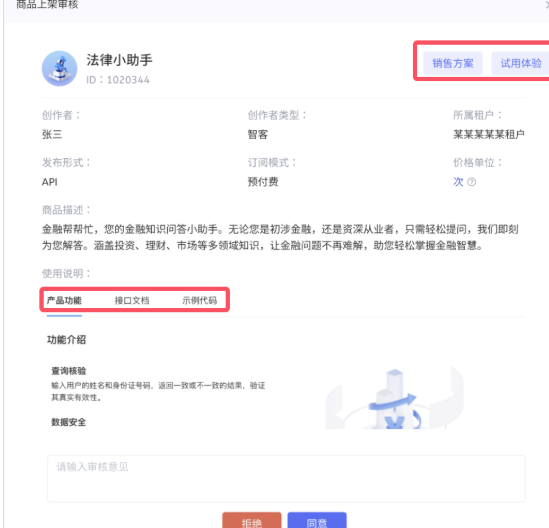 商品上架审核
法律小助手
ID：1020344
销售方案
试用体验
创作者：
创作者类型：
所属租户：
张三
智客
某某某某某租户
发布形式：
订阅模式：
价格单位：
API
预付费
次
商品描述：
金融帮帮忙，您的金融知识问答小助手。无论您是初涉金融，还是资深从业者，只需轻松提问，我们即刻
为您解答。涵盖投资、理财、市场等多领域知识，让金融问题不再难解，助您轻松掌握金融智慧。
使用说明：
产品功能
接口文档
示例代码
功能介绍
查询核验
输入用户的姓名和身份证号码，返回一致或不一致的结果，验证
其真实有效性。
数据安全
请输入审核意见
拒绝
同意